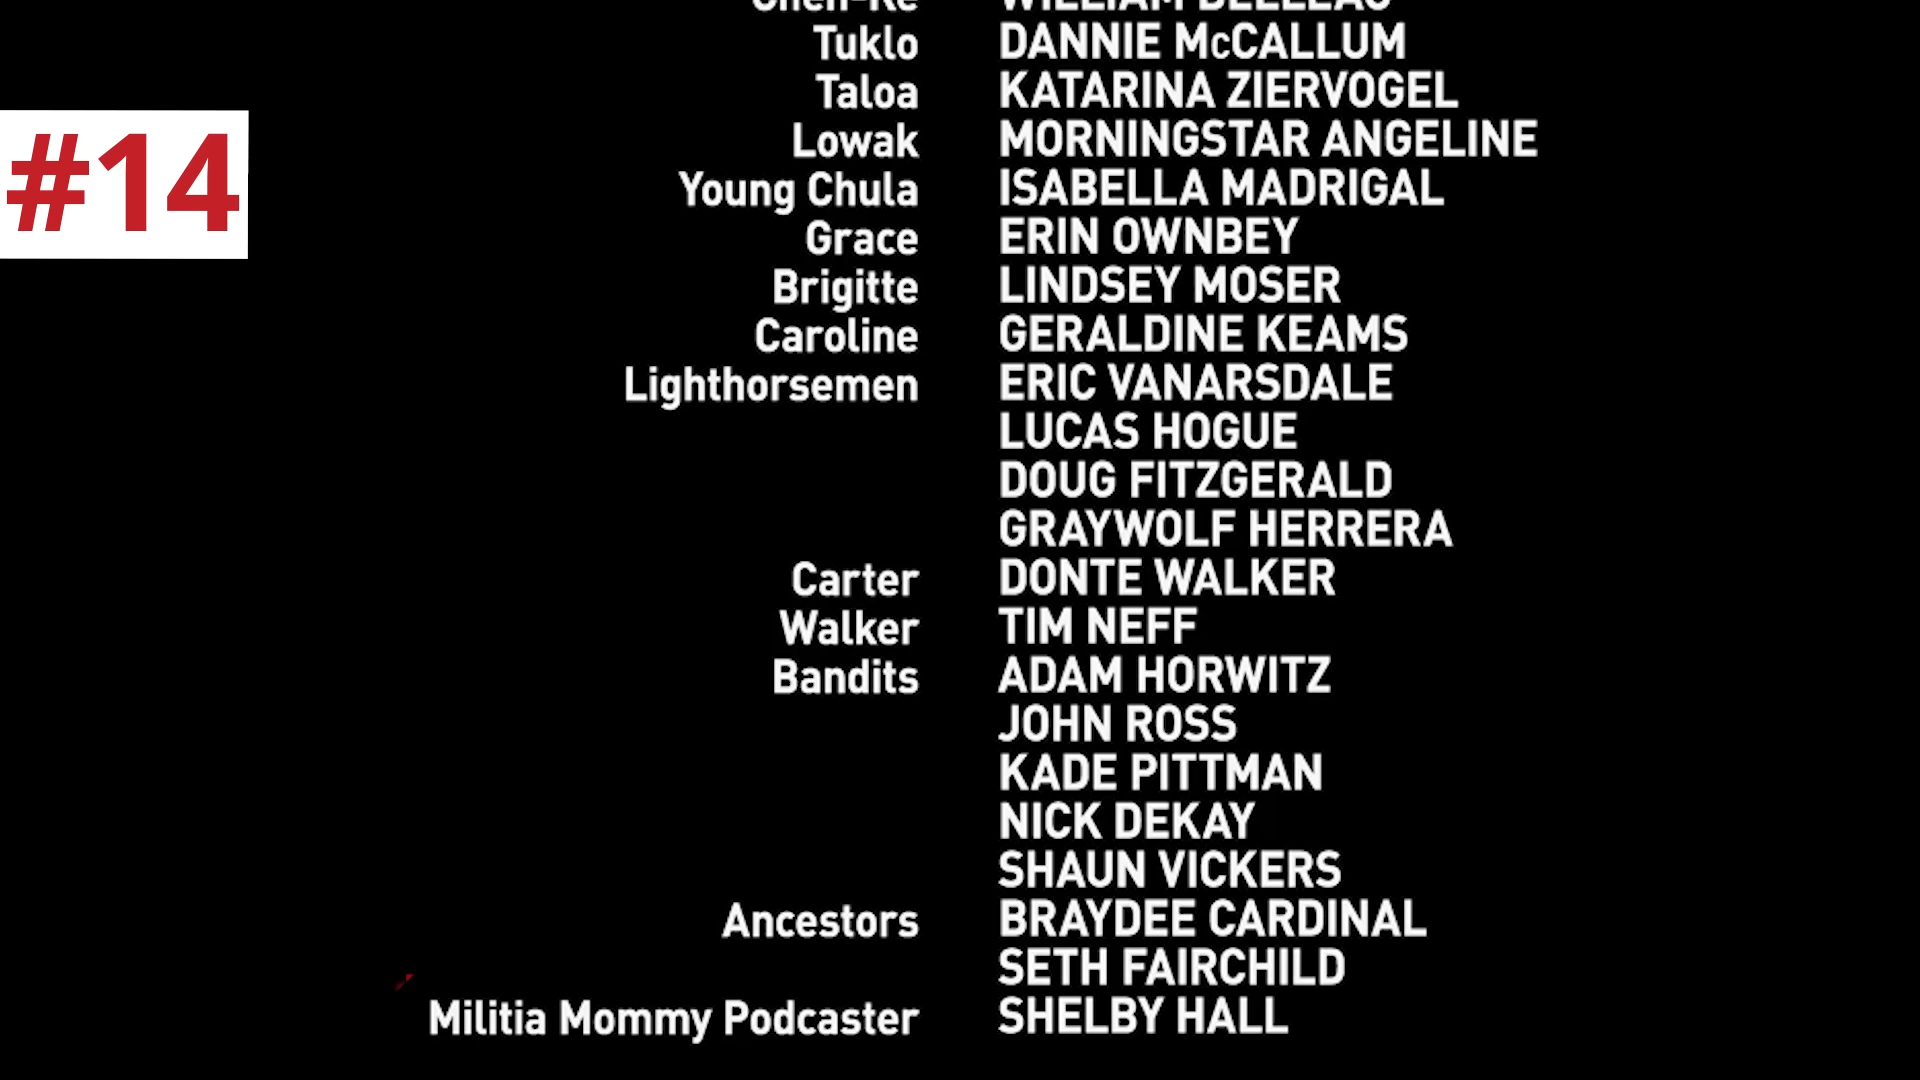 Tuklo DANNIE McCALLUM
Taloa KATARINA ZIERVOGEL
#14
Lowak MORNINGSTAR ANGELINE
Young Chula ISABELLA MADRIGAL
Grace ERIN OWNBEY
Brigitte LINDSEY MOSER
Caroline GERALDINE KEAMS
Lighthorsemen ERIC VANARSDALE
LUCAS HOGUE
DOUG FITZGERALD
GRAYWOLF HERRERA
Carter DONTE WALKER
Walker TIM NEFF
Bandits ADAM HORWITZ
JOHN ROSS
KADE PITTMAN
NICK DEKAY
SHAUN VICKERS
Ancestors BRAYDEE CARDINAL
SETH FAIRCHILD
Militia Mommy Podcaster SHELBY HALL